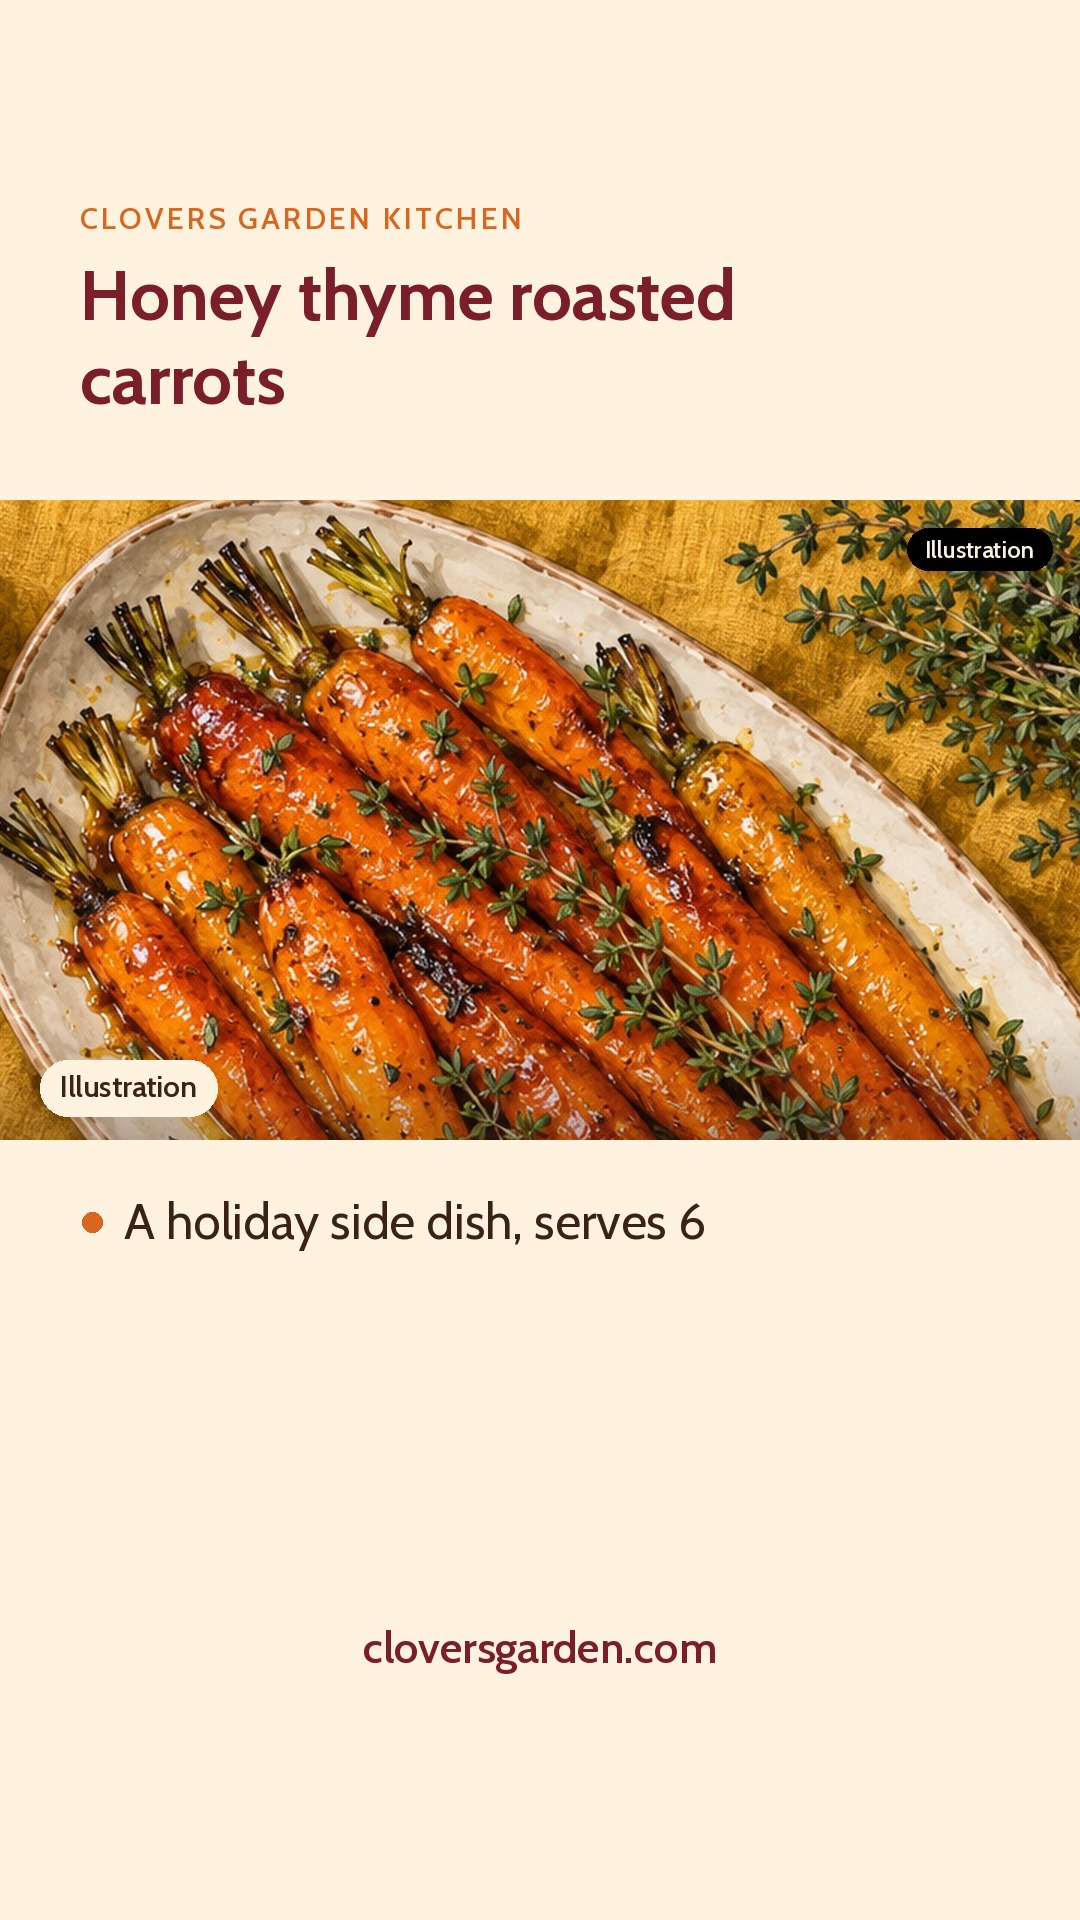 CLOVERS GARDEN KITCHEN
Honey thyme roasted
carrots
Illustration
Illustration
A holiday side dish, serves 6
cloversgarden.com